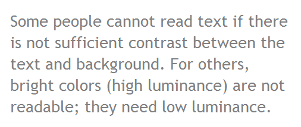 Some people cannot read text if there
is not sufficient contrast between the
text and background. For others,
bright colors (high luminance) are not
readable; they need low luminance.